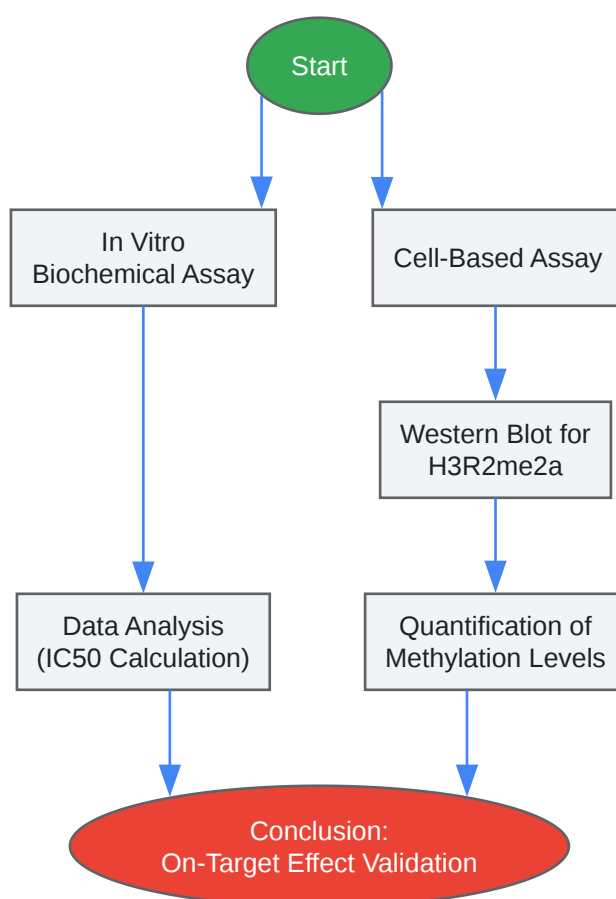 Start
In Vitro
Biochemical Assay
Cell-Based Assay
Western Blot for
H3R2me2a
Data Analysis
(IC50 Calculation)
Quantification of
Methylation Levels
Conclusion:
On-Target Effect Validation